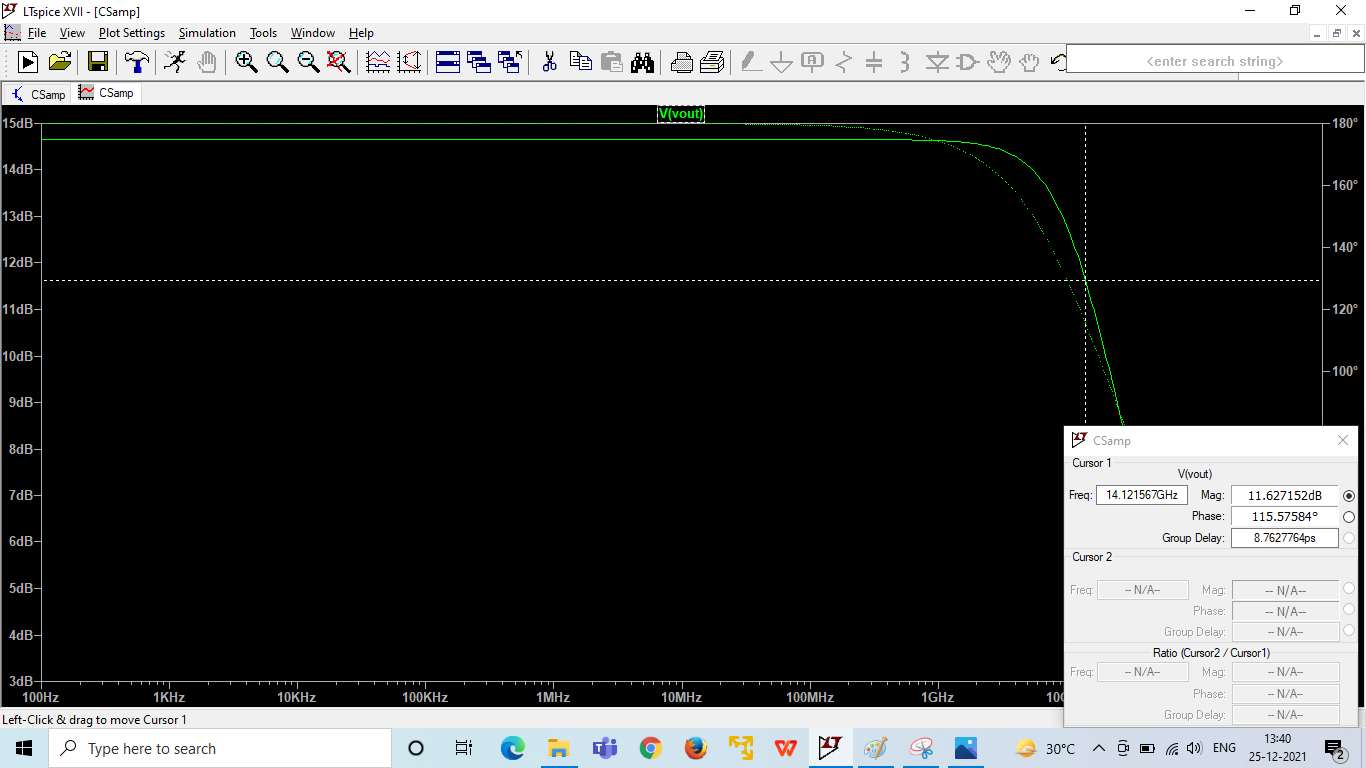 LTspice XVII - [CSamp]
File View Plot Settings Simulation Tools Window Help
<enter search string>
CSamp CSamp
V(vout)
15dB 180°
14dB 160°
13dB
12dB 140°
11dB 120°
10dB 100°
9dB
8dB
7dB
6dB
5dB
4dB
3dB
100Hz 1KHz 10KHz 100KHz 1MHz 10MHz 100MHz 1GHz 10
CSamp
Cursor 1
V(vout)
Freq: 14.121567GHz Mag: 11.627152dB
Phase: 115.57584°
Group Delay: 8.7627764ps
Cursor 2
Freq: -- N/A-- Mag: -- N/A--
Phase: -- N/A--
Group Delay: -- N/A--
Ratio (Cursor2 / Cursor1)
Freq: -- N/A-- Mag: -- N/A--
Phase: -- N/A--
Group Delay: -- N/A--
Left-Click & drag to move Cursor 1
Type here to search
30°C ENG 13:40
25-12-2021
2